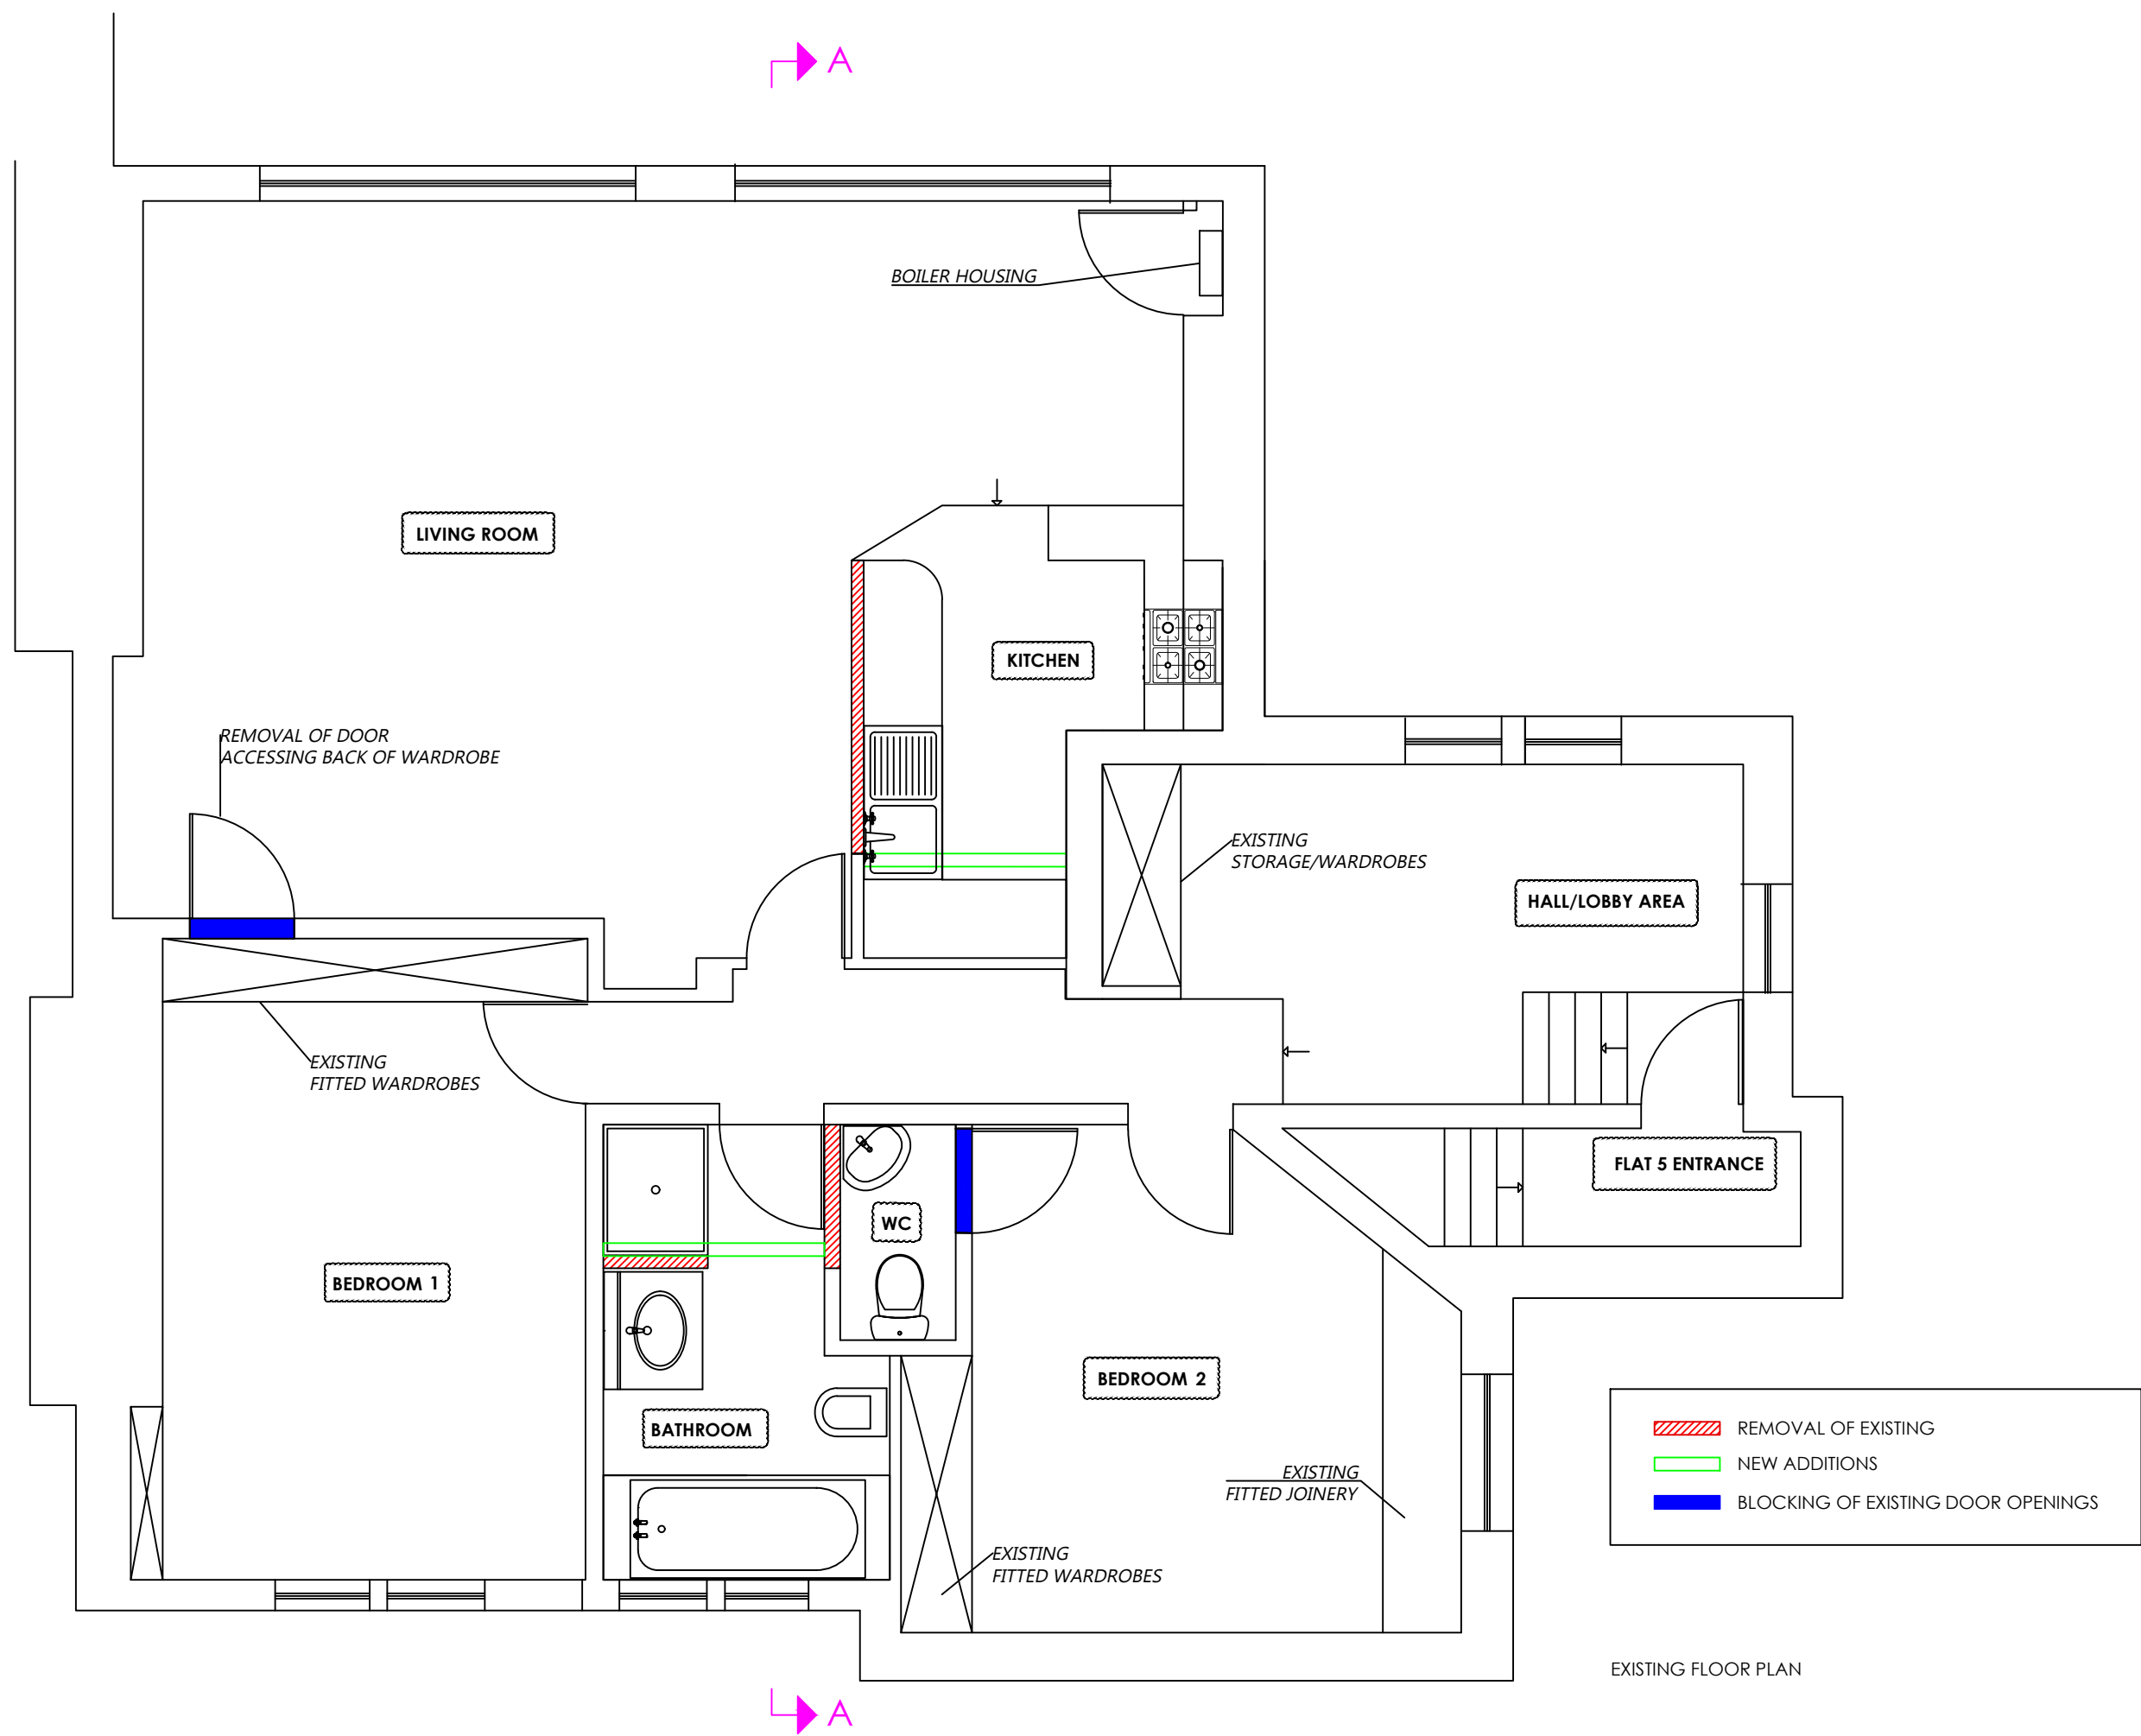 A
BOILER HOUSING
LIVING ROOM
KITCHEN
REMOVAL OF DOOR
ACCESSING BACK OF WARDROBE
EXISTING
STORAGE/WARDROBES
HALL/LOBBY AREA
EXISTING
FITTED WARDROBES
FLAT 5 ENTRANCE
WC
BEDROOM 1
BEDROOM 2
BATHROOM
EXISTING
FITTED JOINERY
EXISTING
FITTED WARDROBES
REMOVAL OF EXISTING
NEW ADDITIONS
BLOCKING OF EXISTING DOOR OPENINGS
EXISTING FLOOR PLAN
A